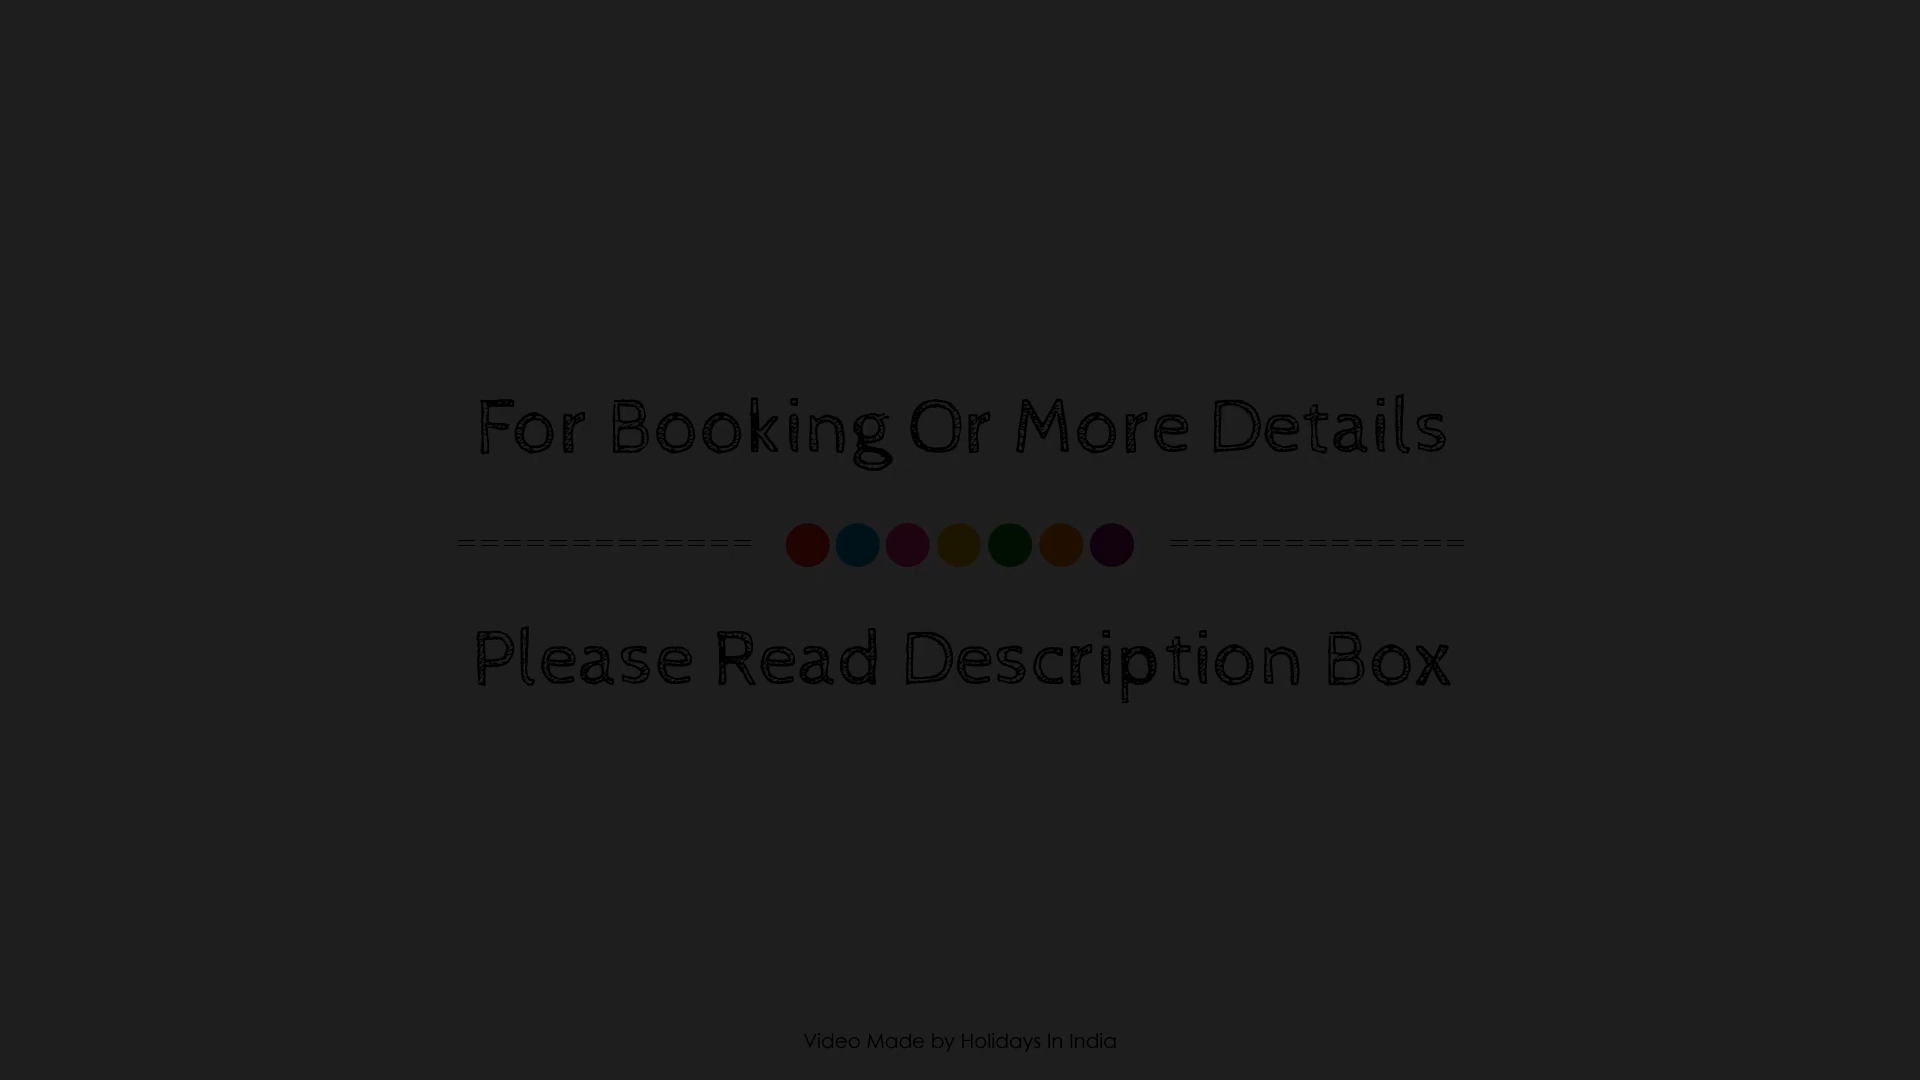 For Booking Or More Details
============= =============
Please Read Description Box
Video Made by Holidays In India